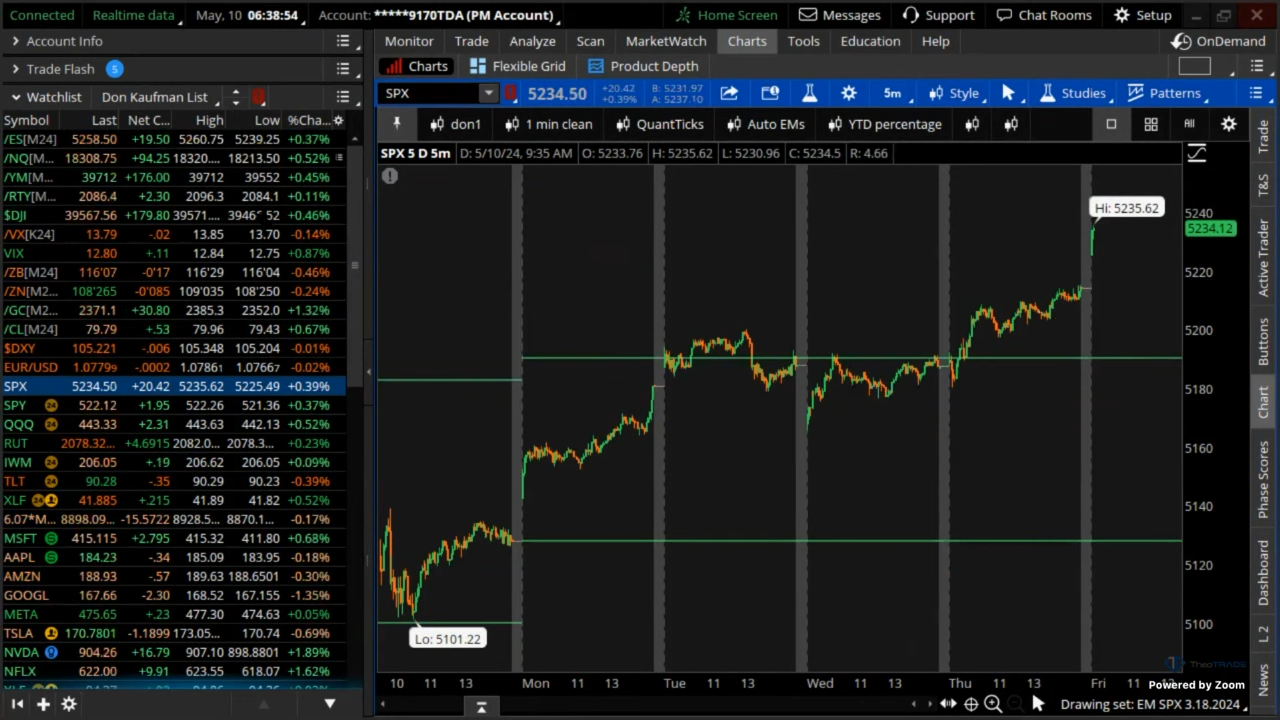 Connected Realtime data May, 10 06:38:54 Account: *****9170TDA (PM Account) Home Screen Messages Support Chat Rooms Setup
Account Info
Monitor Trade Analyze Scan MarketWatch Charts Tools Education Help OnDemand
Trade Flash 5
Charts Flexible Grid Product Depth
Watchlist Don Kaufman List
SPX 5234.50 +20.42 +0.39% B: 5231.97 A: 5237.10 5m Style Studies Patterns
Symbol Last Net C... High Low %Cha...
don1 1 min clean QuantTicks Auto EMs YTD percentage All
SPX 5 D 5m D: 5/10/24, 9:35 AM O: 5233.76 H: 5235.62 L: 5230.96 C: 5234.5 R: 4.66
/ES[M24] 5258.50 +19.50 5260.75 5239.25 +0.37%
/NQ[M... 18308.75 +94.25 18320.... 18213.50 +0.52%
/YM[M... 39712 +176.00 39712 39552 +0.45%
/RTY[M... 2086.4 +2.30 2096.3 2084.1 +0.11%
$DJI 39567.56 +179.80 39571.... 3946 52 +0.46%
/VX[K24] 13.79 -.02 13.85 13.70 -0.14%
VIX 12.80 +.11 12.84 12.75 +0.87%
/ZB[M24] 116'07 -0'17 116'29 116'04 -0.46%
/ZN[M2... 108'265 -0'085 109'035 108'250 -0.24%
/GC[M2... 2371.1 +30.80 2385.3 2352.0 +1.32%
/CL[M24] 79.79 +.53 79.96 79.43 +0.67%
$DXY 105.221 -.006 105.348 105.204 -0.01%
EUR/USD 1.0779 -.0002 1.0786 1.0766 -0.02%
SPX 5234.50 +20.42 5235.62 5225.49 +0.39%
SPY 24 522.12 +1.95 522.26 521.36 +0.37%
QQQ 24 443.33 +2.31 443.63 442.13 +0.52%
RUT 2078.32... +4.6915 2082.0... 2078.3... +0.23%
IWM 24 206.05 +.19 206.62 206.05 +0.09%
TLT 24 90.28 -.35 90.29 90.23 -0.39%
XLF 24 41.885 +.215 41.89 41.82 +0.52%
6.07*M... 8898.09... -15.5722 8928.5... 8870.1... -0.17%
MSFT 415.115 +2.795 415.32 411.80 +0.68%
AAPL 184.23 -.34 185.09 183.95 -0.18%
AMZN 188.93 -.57 189.63 188.6501 -0.30%
GOOGL 167.66 -2.30 168.52 167.155 -1.35%
META 475.65 +.23 477.30 474.63 +0.05%
TSLA 170.7801 -1.1899 173.05... 170.74 -0.69%
NVDA 904.26 +16.79 907.10 898.8801 +1.89%
NFLX 622.00 +9.91 623.55 618.07 +1.62%
Hi: 5235.62
5240
5234.12
5220
5200
5180
5160
5140
5120
5100
Lo: 5101.22
TheoTRADE
10 11 13 Mon 11 13 Tue 11 13 Wed 11 13 Thu 11 13 Fri 11
Powered by Zoom
Drawing set: EM SPX 3.18.2024
Trade
T&S
Active Trader
Buttons
Chart
Phase Scores
Dashboard
L 2
News